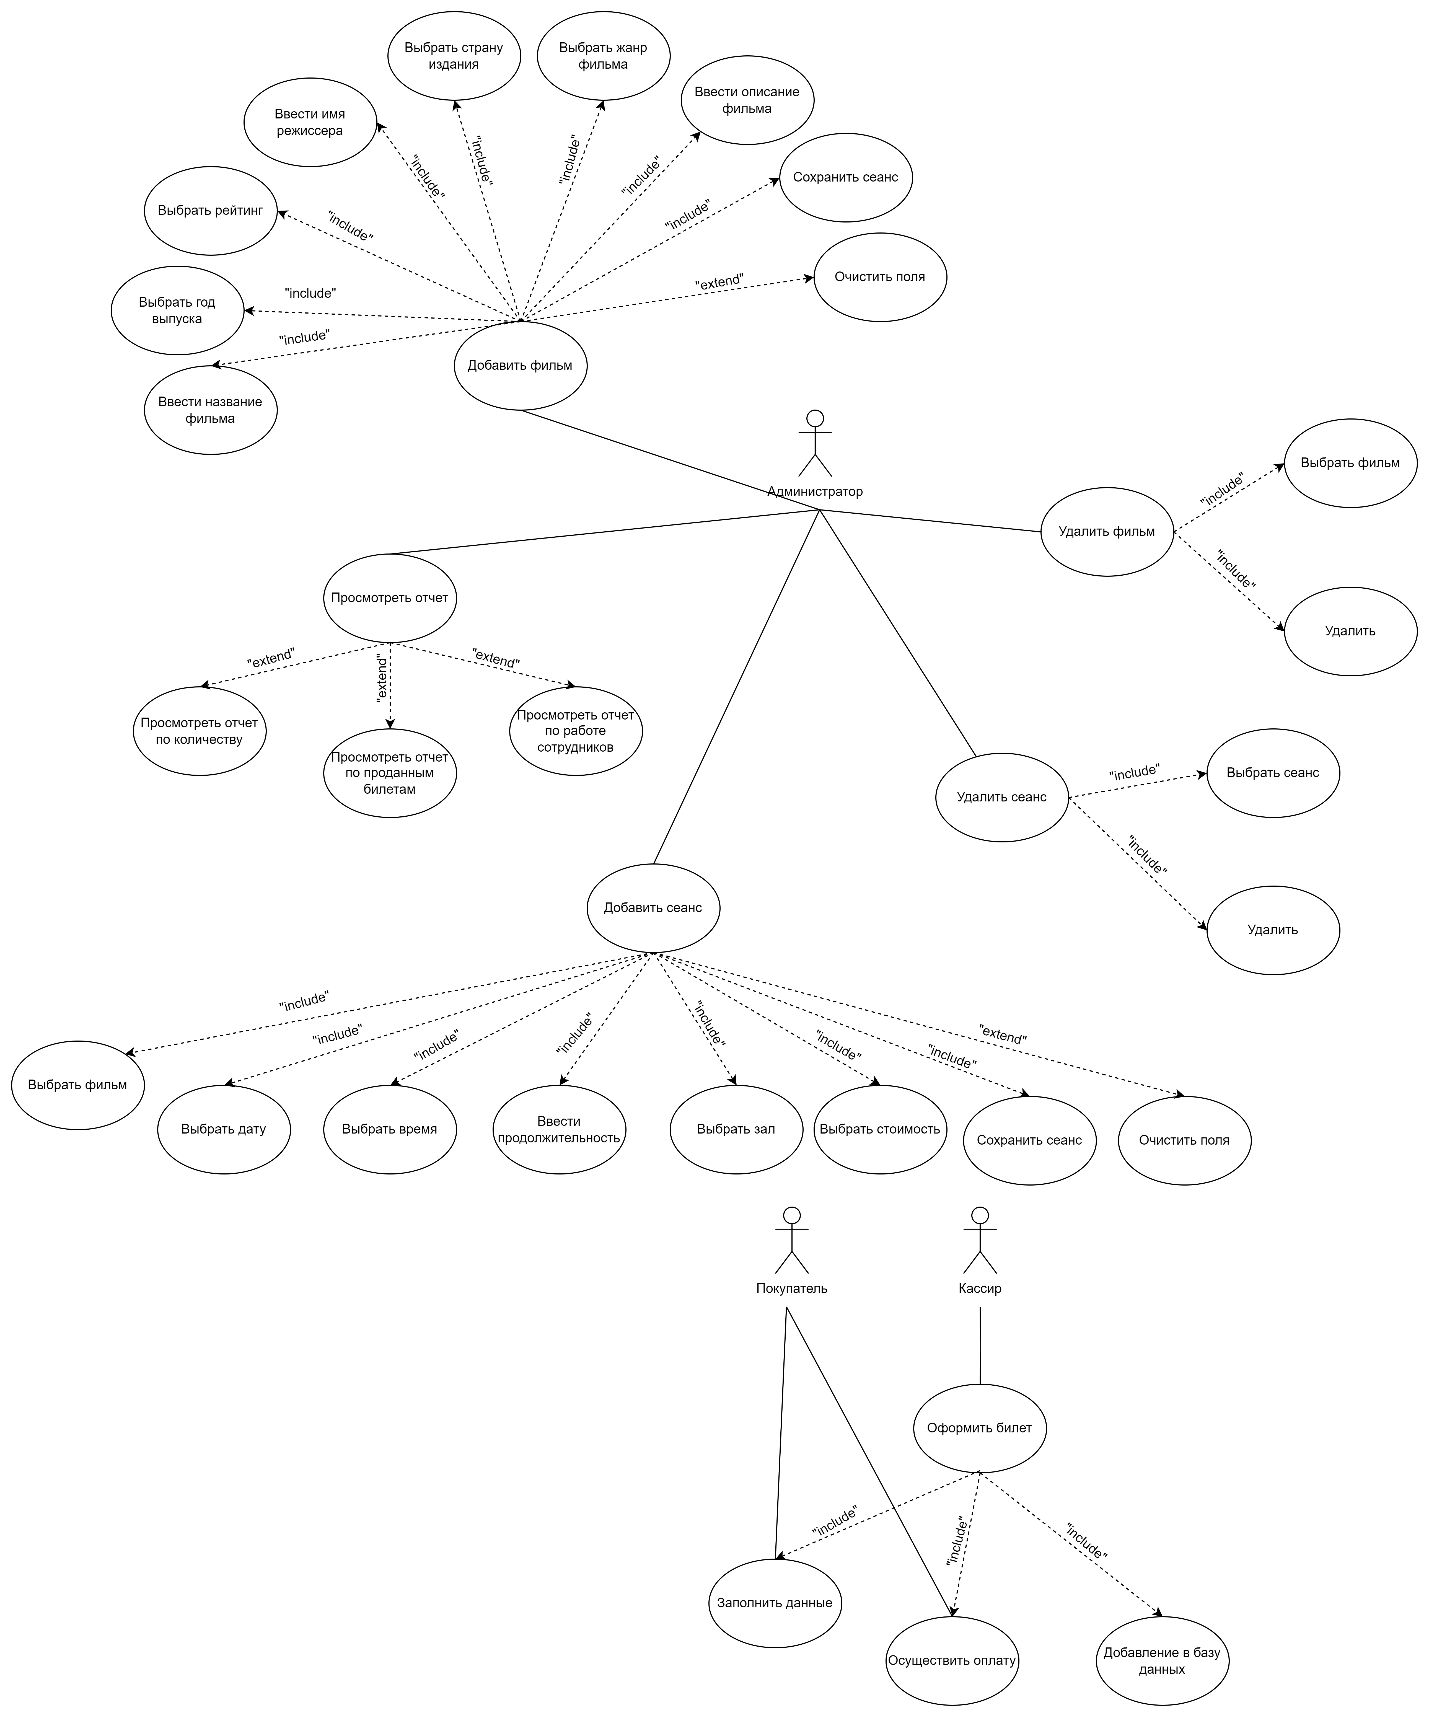 Выбрать страну
издания
Выбрать жанр
фильма
Ввести описание
фильма
Ввести имя
режиссера
Сохранить сеанс
Выбрать рейтинг
Очистить поля
Выбрать год
выпуска
Ввести название
фильма
"include"
"include"
"include"
"include"
"include"
"include"
"include"
"include"
"extend"
Добавить фильм
Администратор
Удалить фильм
"include"
Выбрать фильм
"include"
Удалить
Просмотреть отчет
"extend"
"extend"
"extend"
Просмотреть отчет
по количеству
Просмотреть отчет
по проданным
билетам
Просмотреть отчет
по работе
сотрудников
Удалить сеанс
"include"
Выбрать сеанс
"include"
Удалить
Добавить сеанс
"include"
"include"
"include"
"include"
"include"
"include"
"include"
"extend"
Выбрать фильм
Выбрать дату
Выбрать время
Ввести
продолжительность
Выбрать зал
Выбрать стоимость
Сохранить сеанс
Очистить поля
Покупатель
Кассир
Оформить билет
"include"
"include"
"include"
Заполнить данные
Осуществить оплату
Добавление в базу
данных